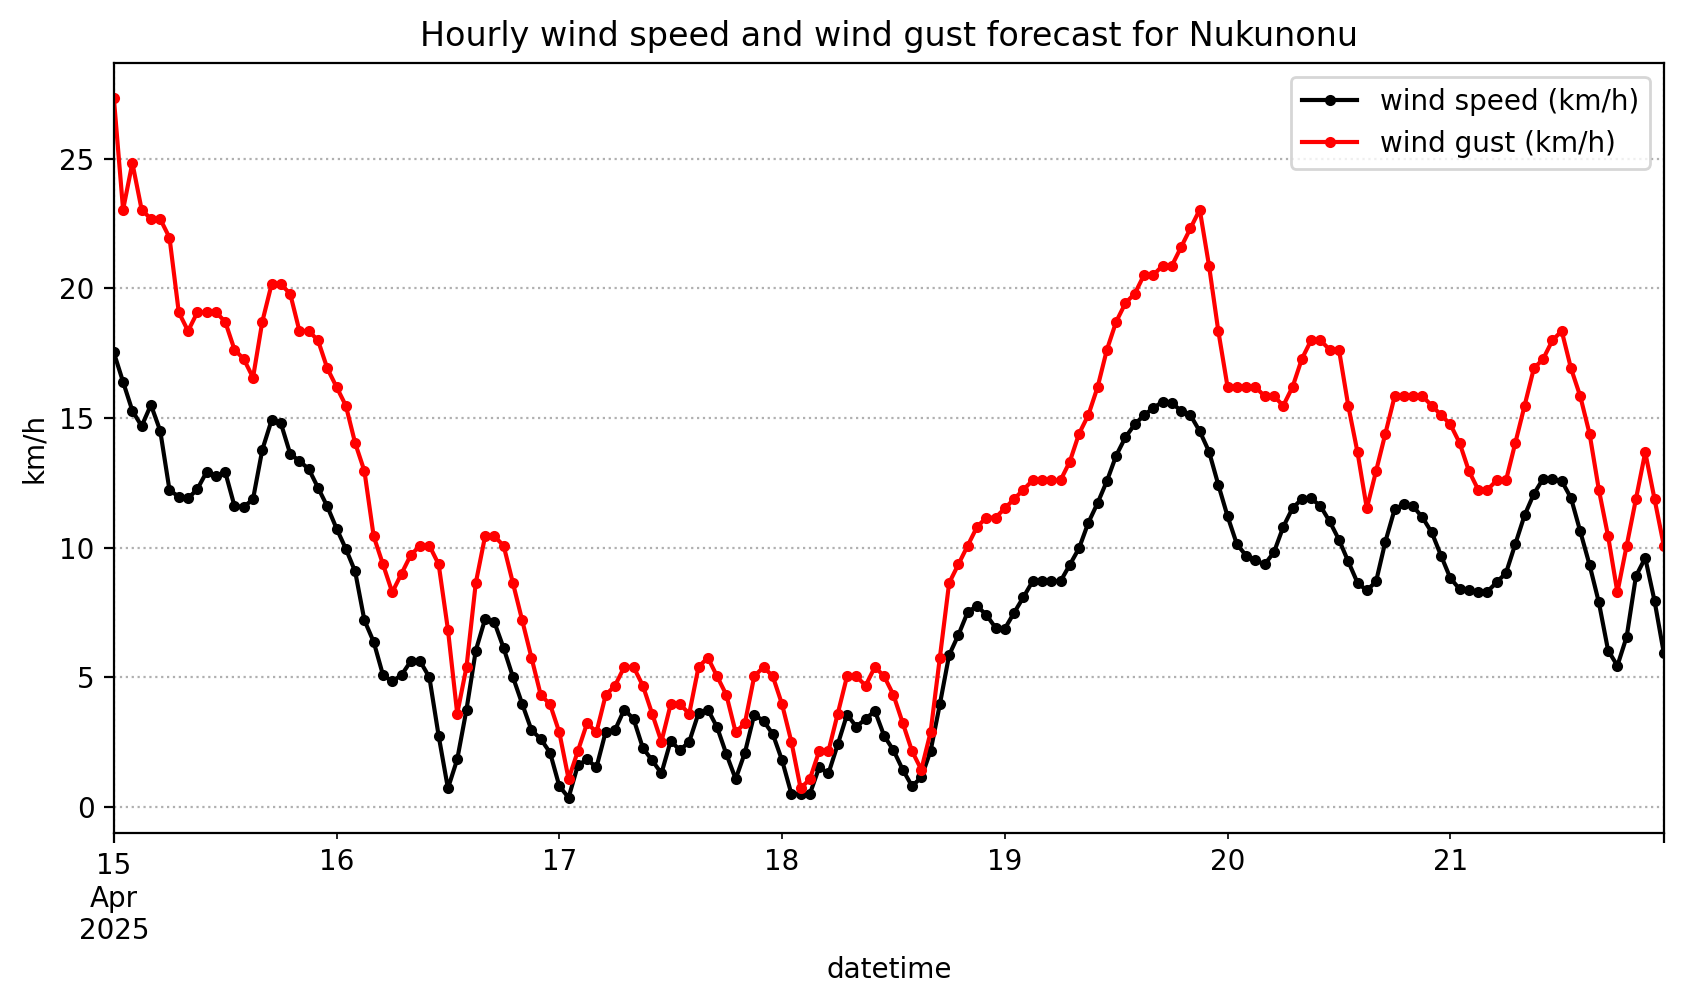 Hourly wind speed and wind gust forecast for Nukunonu
wind speed (km/h)
wind gust (km/h)
km/h
25
20
15
10
5
0
15
Apr
2025
16
17
18
19
20
21
datetime